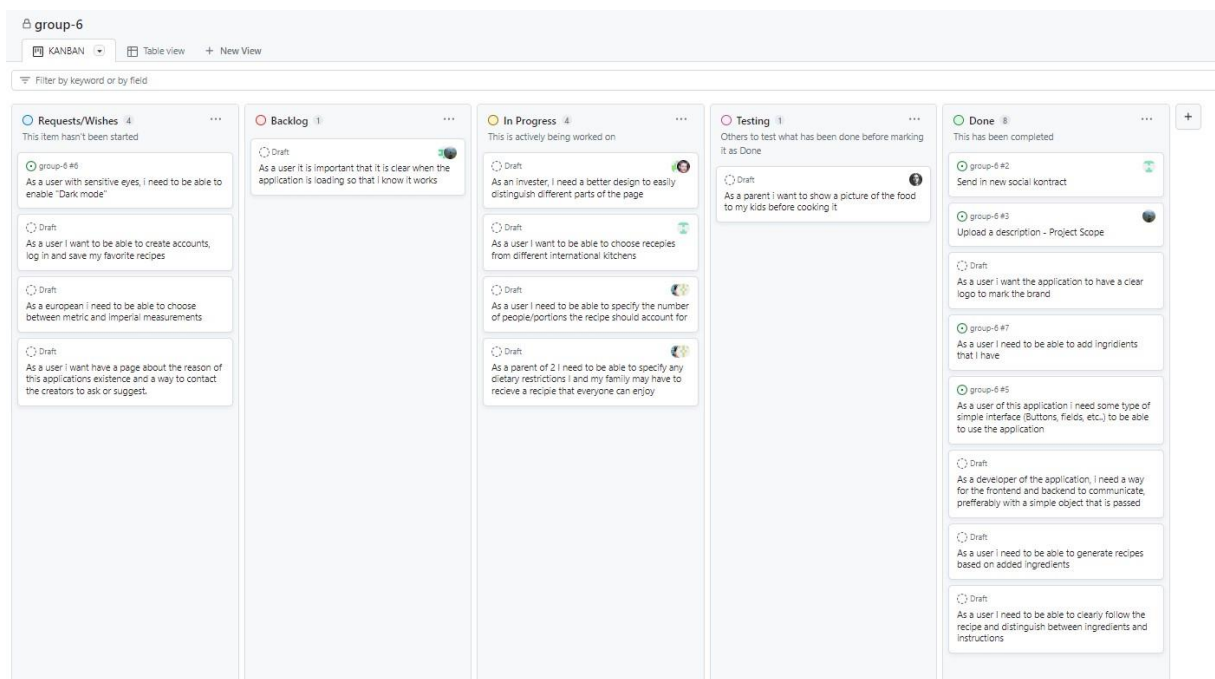 group-6
KANBAN
Table view
+ New View
Filter by keyword or by field
Requests/Wishes 4
This item hasn't been started
group-6 #6
As a user with sensitive eyes, i need to be able to
enable "Dark mode"
Draft
As a user I want to be able to create accounts,
log in and save my favorite recipes
Draft
As a european i need to be able to choose
between metric and imperial measurements
Draft
As a user i want have a page about the reason of
this applications existence and a way to contact
the creators to ask or suggest.
Backlog 1
Draft
As a user it is important that it is clear when the
application is loading so that i know it works
In Progress 4
This is actively being worked on
Draft
As an invester, I need a better design to easily
distinguish different parts of the page
Draft
As a user I want to be able to choose recepies
from different international kitchens
Draft
As a user I need to be able to specify the number
of people/portions the recipe should account for
Draft
As a parent of 2 I need to be able to specify any
dietary restrictions I and my family may have to
recieve a recipie that everyone can enjoy
Testing 1
Others to test what has been done before marking
it as Done
Draft
As a parent i want to show a picture of the food
to my kids before cooking it
Done 8
This has been completed
group-6 #2
Send in new social kontract
group-6 #3
Upload a description - Project Scope
Draft
As a user i want the application to have a clear
logo to mark the brand
group-6 #7
As a user I need to be able to add ingridients
that I have
group-6 #5
As a user of this application i need some type of
simple interface (Buttons, fields, etc..) to be able
to use the application
Draft
As a developer of the application, I need a way
for the frontend and backend to communicate,
prefferably with a simple object that is passed
Draft
As a user i need to be able to generate recipes
based on added ingredients
Draft
As a user I need to be able to clearly follow the
recipe and distinguish between ingredients and
instructions